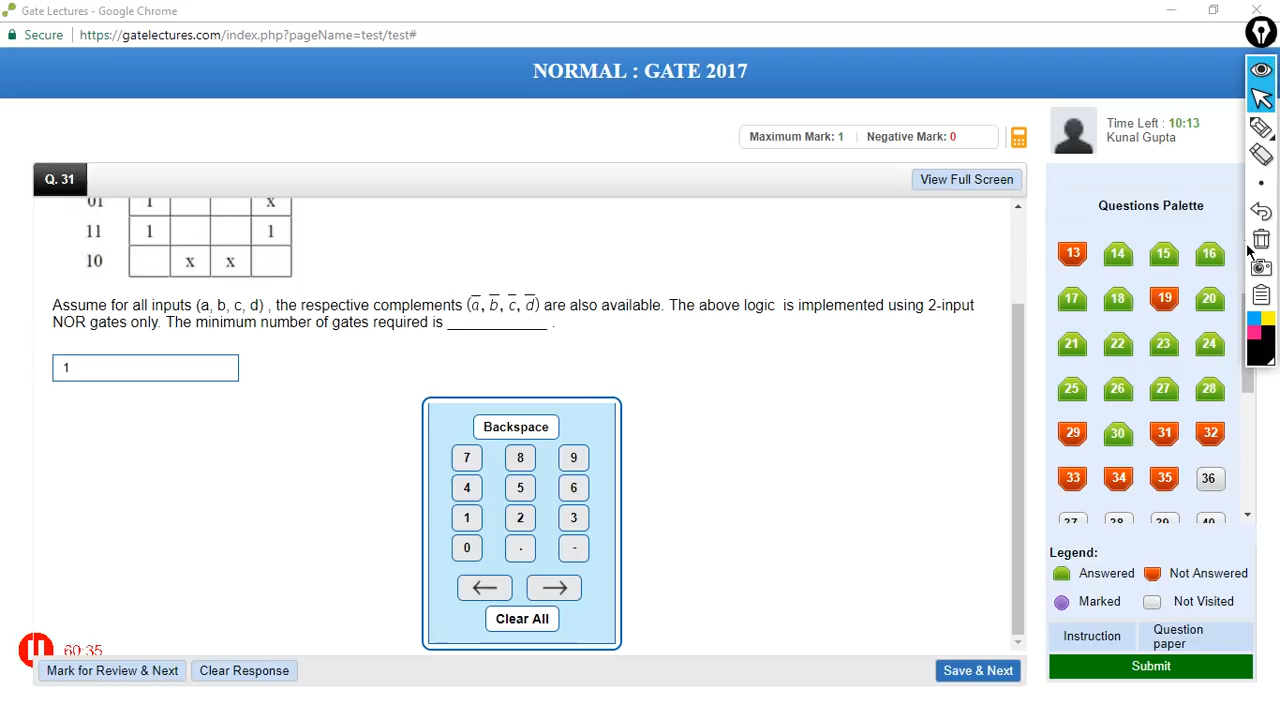 Gate Lectures - Google Chrome
Secure https://gatelectures.com/index.php?pageName=test/test#
NORMAL : GATE 2017
Maximum Mark: 1 | Negative Mark: 0
Time Left : 10:13
Kunal Gupta
Q. 31
View Full Screen
01 1 x
11 1 1
10 x x
Assume for all inputs (a, b, c, d) , the respective complements (a̅, b̅, c̅, d̅) are also available. The above logic is implemented using 2-input
NOR gates only. The minimum number of gates required is ____________ .
1
Backspace
7 8 9
4 5 6
1 2 3
0 . -
← →
Clear All
60:35
Mark for Review & Next
Clear Response
Save & Next
Questions Palette
13 14 15 16
17 18 19 20
21 22 23 24
25 26 27 28
29 30 31 32
33 34 35 36
37 38 39 40
Legend:
Answered Not Answered
Marked Not Visited
Instruction
Question
paper
Submit